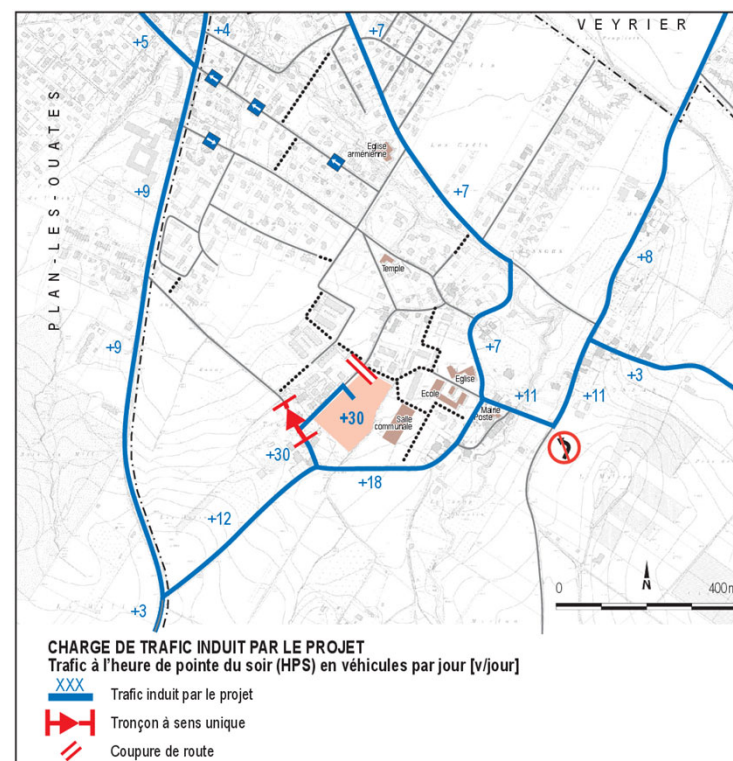 VEYRIER
PLAN-LES-OUATES
+5
+4
+7
Eglise
arménienne
+9
+7
+8
Temple
+9
+7
+3
Eglise
Ecole
+11
+11
Mairie
Poste
+30
Salle
communale
+30
+18
+12
+3
N
0
400m
CHARGE DE TRAFIC INDUIT PAR LE PROJET
Trafic à l'heure de pointe du soir (HPS) en véhicules par jour [v/jour]
XXX
Trafic induit par le projet
Tronçon à sens unique
Coupure de route